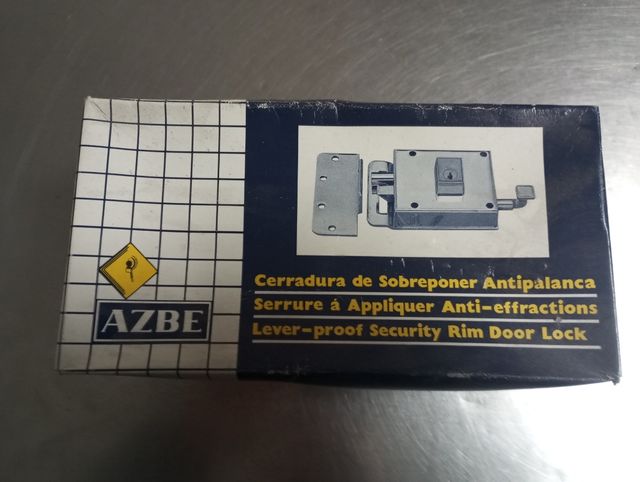 Cerradura de Sobreponer Antipalanca
Serrure á Appliquer Anti-effractions
Lever-proof Security Rim Door Lock
AZBE